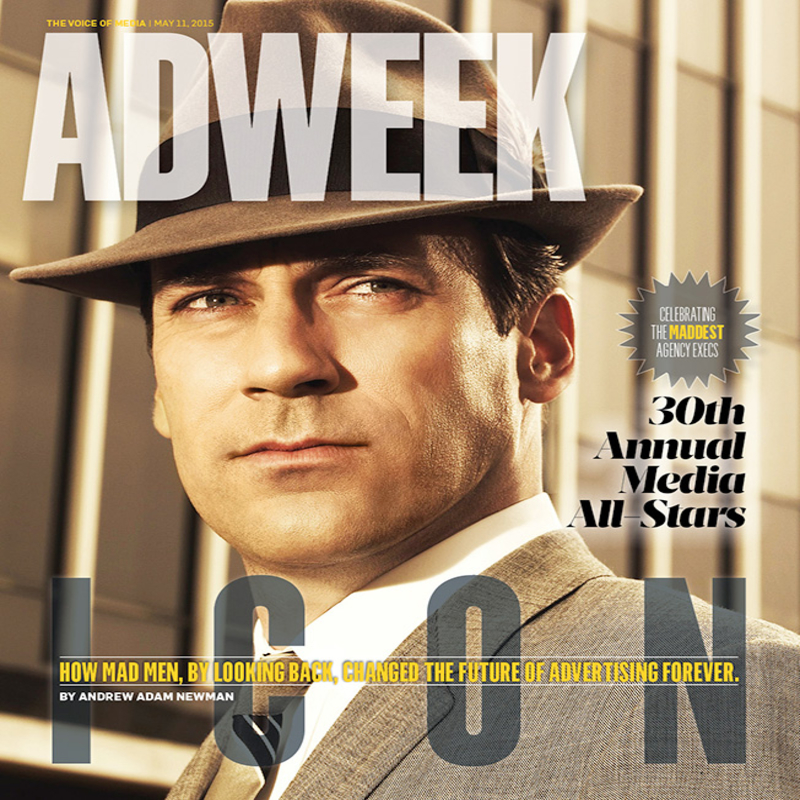 THE VOICE OF MEDIA | MAY 11, 2015
ADWEEK
CELEBRATING
THE MADDEST
AGENCY EXECS
30th
Annual
Media
All-Stars
ICON
HOW MAD MEN, BY LOOKING BACK, CHANGED THE FUTURE OF ADVERTISING FOREVER.
BY ANDREW ADAM NEWMAN